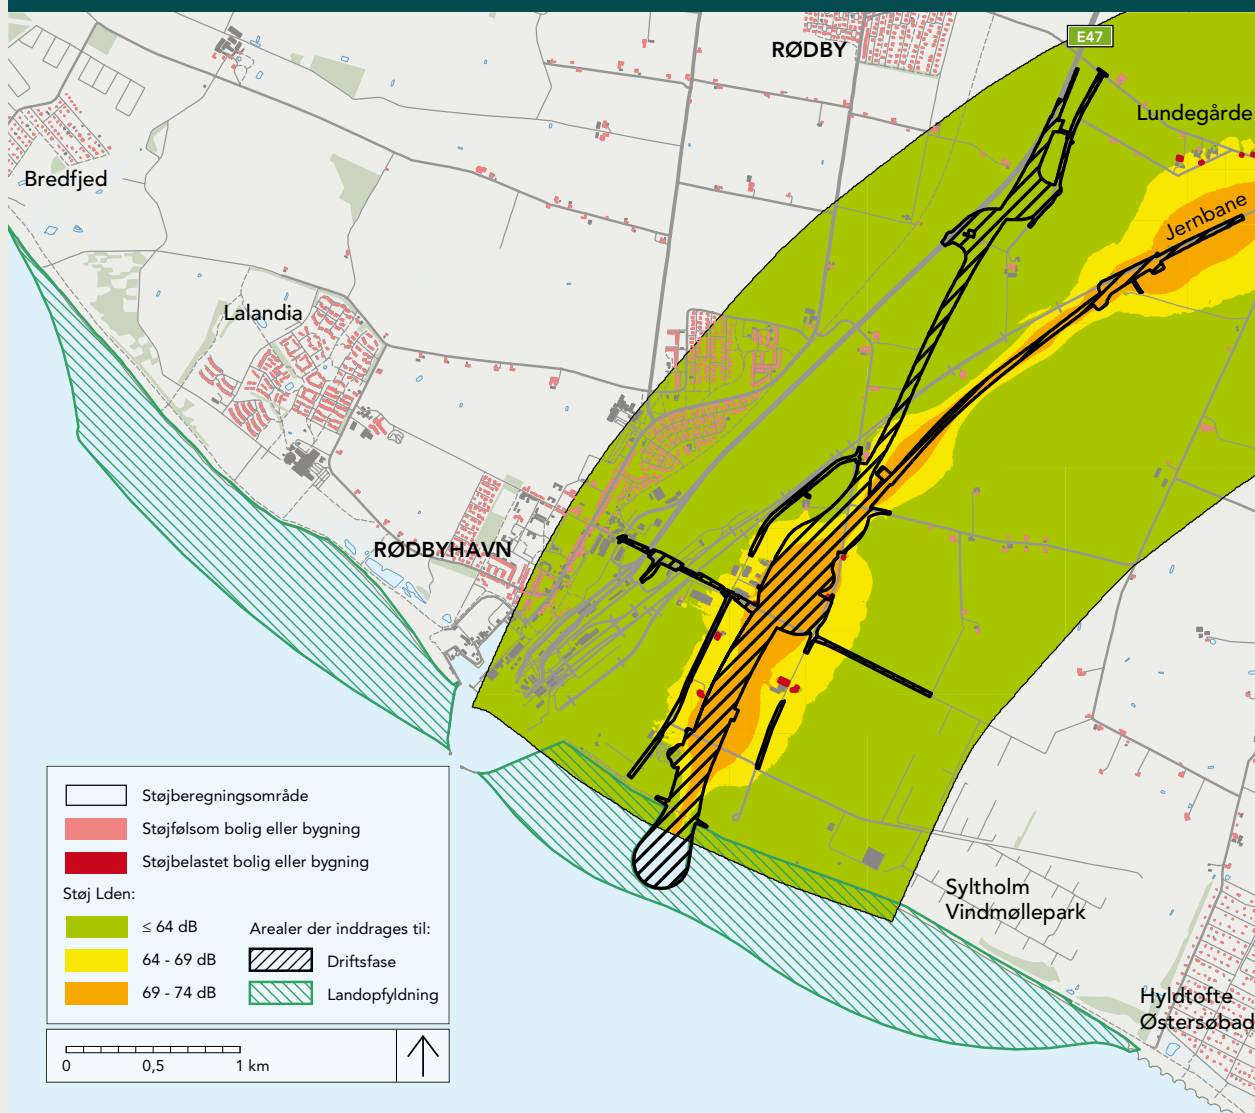 RØDBY
E47
Lundegårde
Bredfjed
Jernbane
Lalandia
RØDBYHAVN
Støjberegningsområde
Støjfølsom bolig eller bygning
Støjbelastet bolig eller bygning
Støj Lden:
≤ 64 dB
64 - 69 dB
69 - 74 dB
Arealer der inddrages til:
Driftsfase
Landopfyldning
0 0,5 1 km
Syltholm
Vindmøllepark
Hyldtofte
Østersøbad